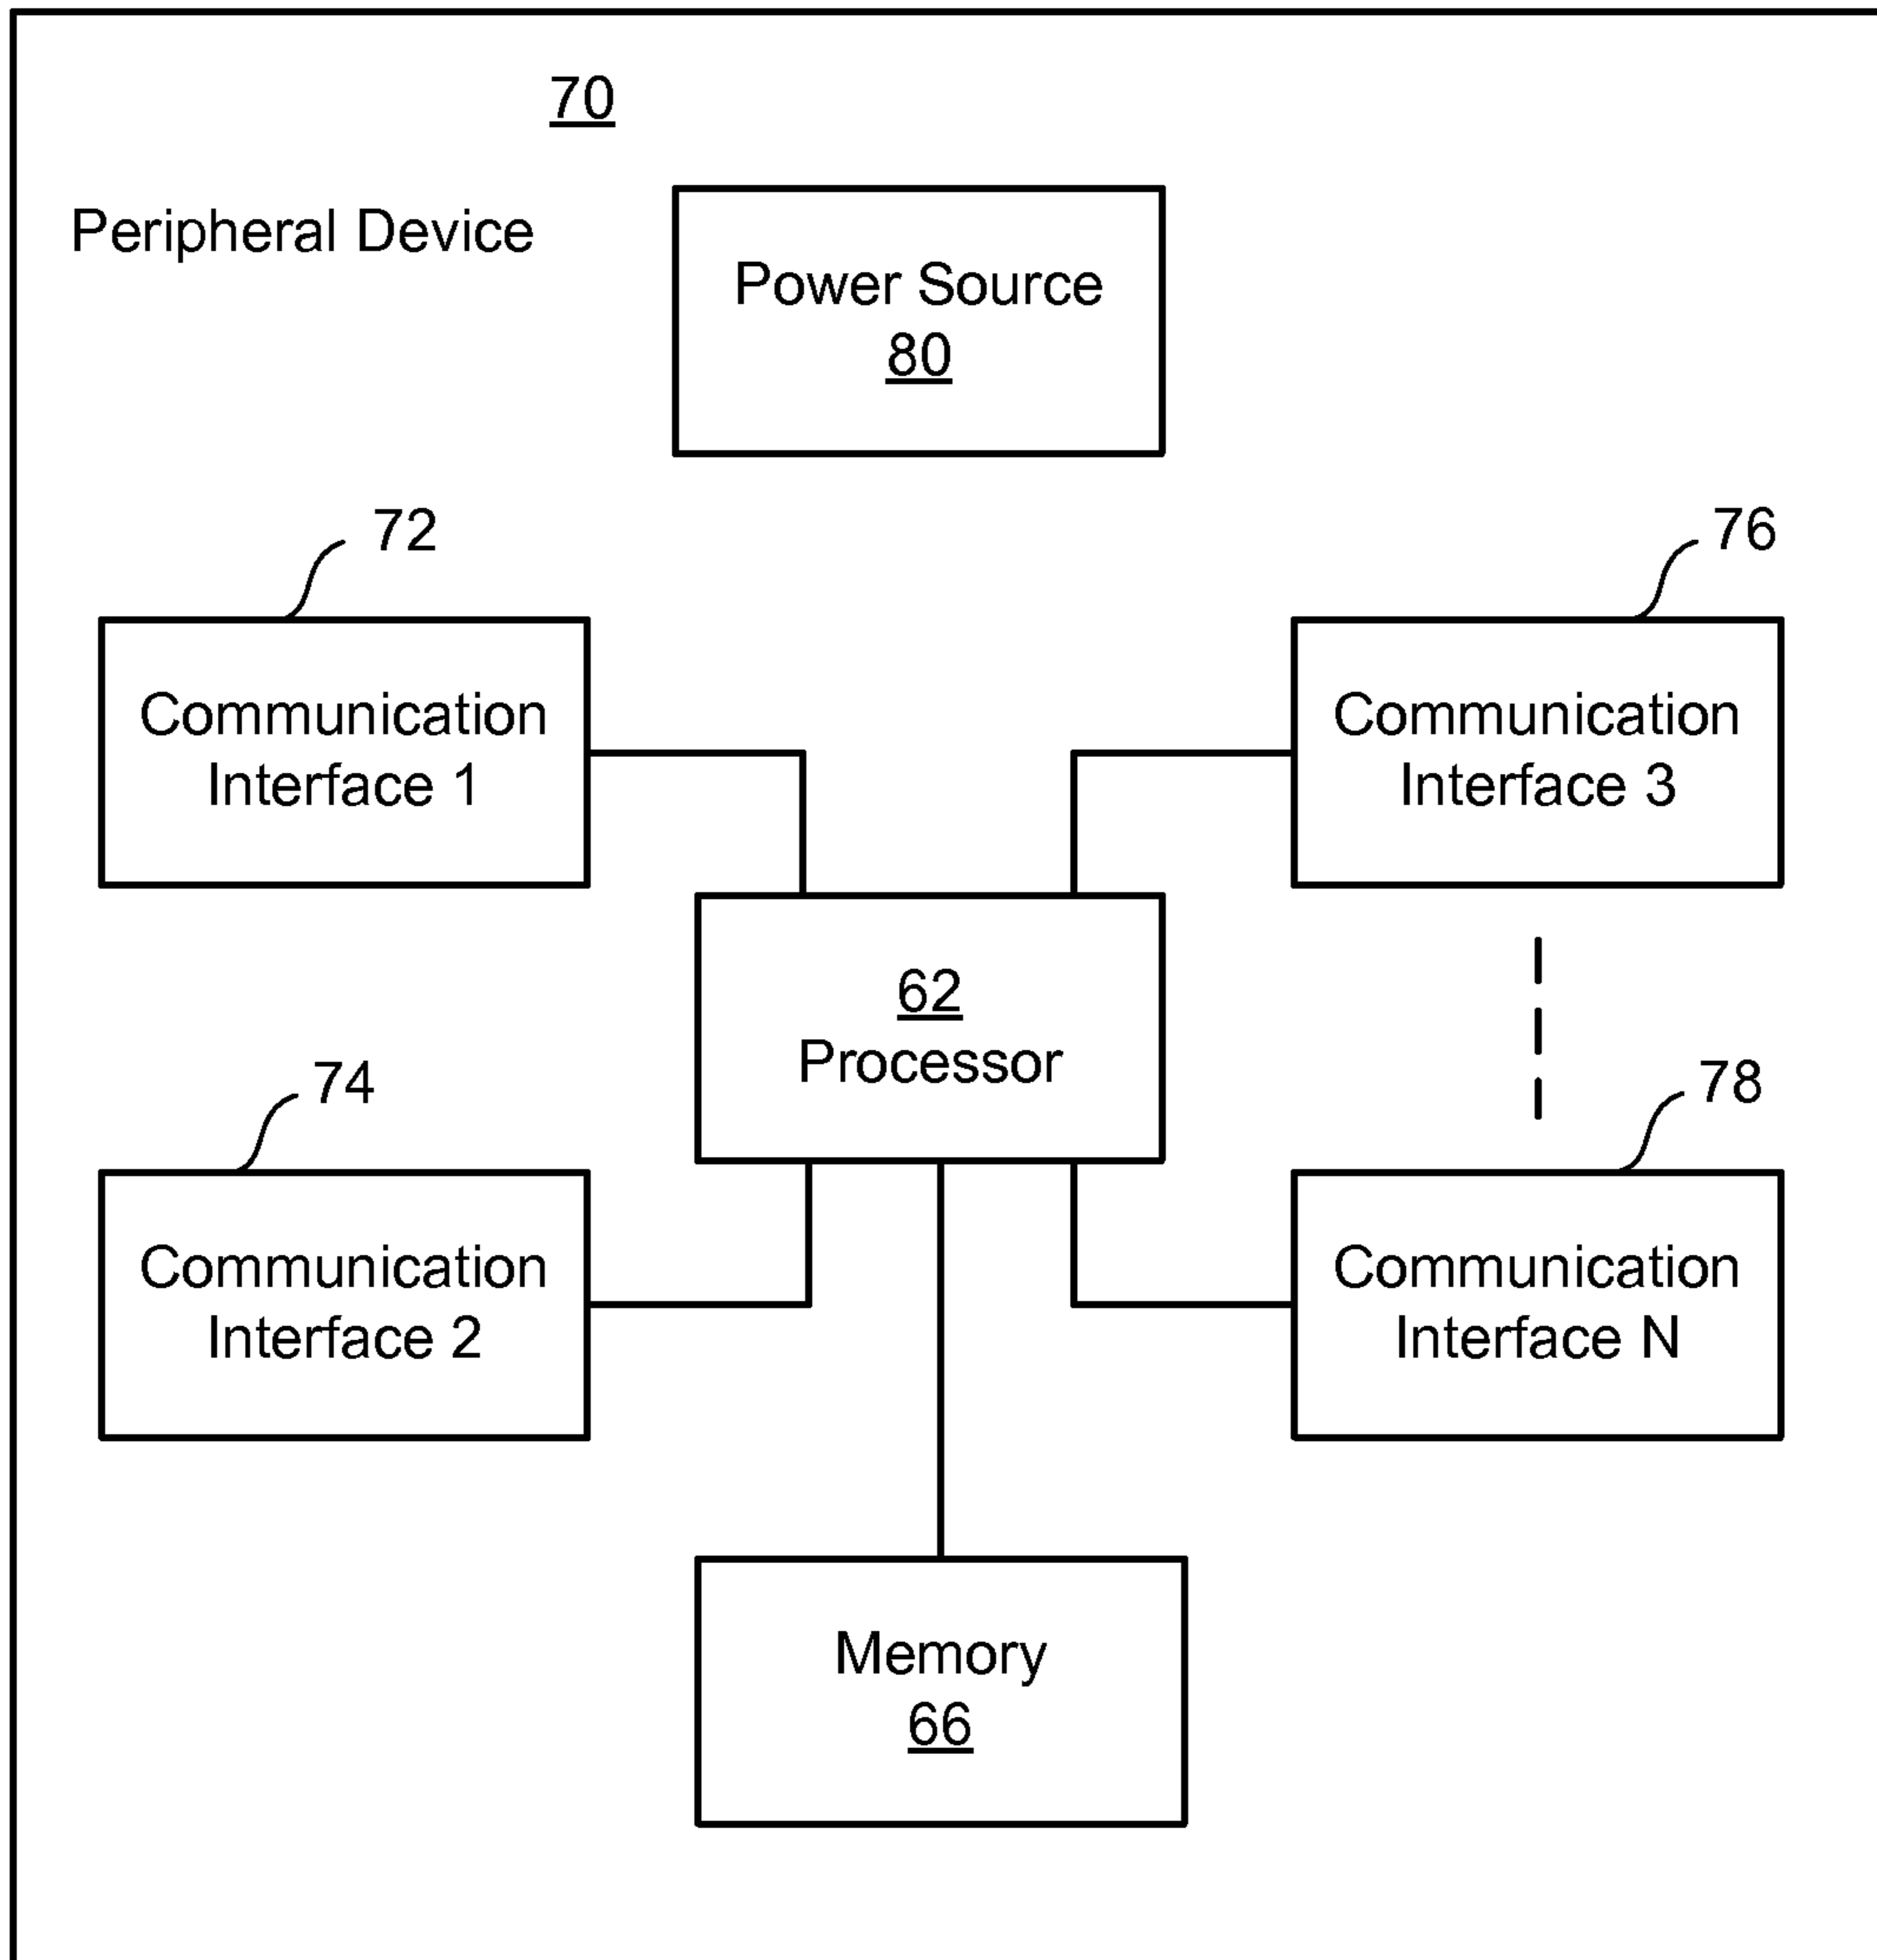 70
Peripheral Device
Power Source
80
72
76
Communication
Interface 1
Communication
Interface 3
62
Processor
74
78
Communication
Interface 2
Communication
Interface N
Memory
66